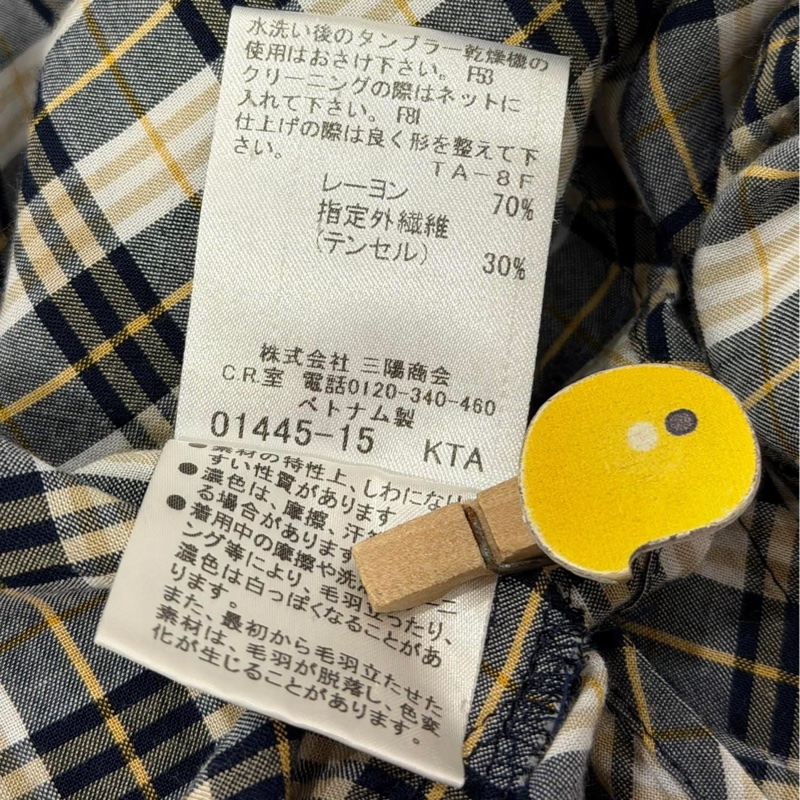 水洗い後のタンブラー乾燥機の
使用はおさけ下さい。 F53
クリーニングの際はネットに
入れて下さい。 F81
仕上げの際は良く形を整えて下
さい。
TA-8F
レーヨン 70%
指定外繊維
(テンセル) 30%
株式会社 三陽商会
C.R.室 電話0120-340-460
ベトナム製
01445-15 KTA
●素材の特性上、しわになり
すい性質があります
●濃色は、摩擦、汗
る場合があります
●着用中の摩擦や洗
ング等により、毛羽立ったり、
濃色は白っぽくなることがあ
ります。
また、最初から毛羽立たせた
素材は、毛羽が脱落し、色変
化が生じることがあります。